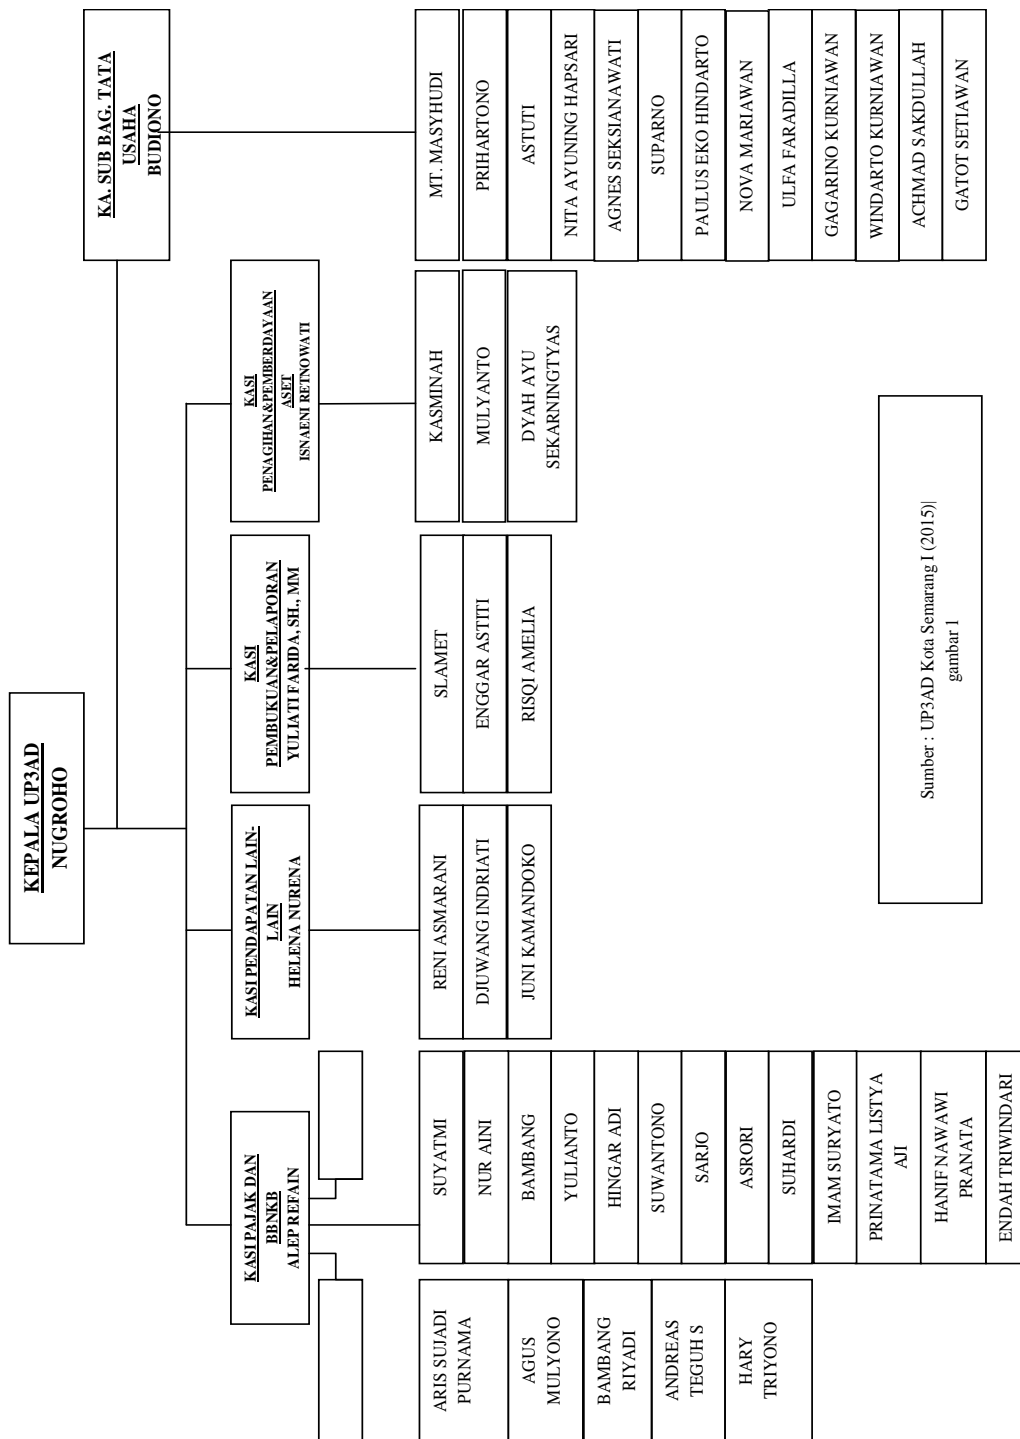 KEPALA UP3AD
NUGROHO
KA. SUB BAG. TATA
USAHA
BUDIONO
KASI PAJAK DAN
BBNKB
ALEP REFAIN
KASI PENDAPATAN LAIN-
LAIN
HELENA NURENA
KASI
PEMBUKUAN&PELAPORAN
YULIATI FARIDA, SH., MM
KASI
PENAGIHAN&PEMBERDAYAAN
ASET
ISNAENI RETNOWATI
ARIS SUJADI
PURNAMA
AGUS
MULYONO
BAMBANG
RIYADI
ANDREAS
TEGUH S
HARY
TRIYONO
SUYATMI
NUR AINI
BAMBANG
YULIANTO
HINGAR ADI
SUWANTONO
SARJO
ASRORI
SUHARDI
IMAM SURYATO
PRINATAMA LISTYA
AJI
HANIF NAWAWI
PRANATA
ENDAH TRIWINDARI
RENI ASMARANI
DJUWANG INDRIATI
JUNI KAMANDOKO
SLAMET
ENGGAR ASTITI
RISQI AMELIA
KASMINAH
MULYANTO
DYAH AYU
SEKARNINGTYAS
MT. MASYHUDI
PRIHARTONO
ASTUTI
NITA AYUNING HAPSARI
AGNES SEKSIANAWATI
SUPARNO
PAULUS EKO HINDARTO
NOVA MARIAWAN
ULFA FARADILLA
GAGARINO KURNIAWAN
WINDARTO KURNIAWAN
ACHMAD SAKDULLAH
GATOT SETIAWAN
Sumber : UP3AD Kota Semarang I (2015)|
gambar 1